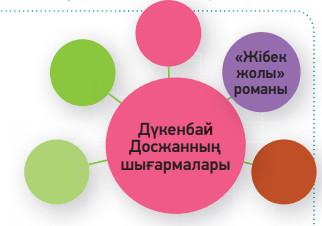 «Жібек
жолы»
романы
Дүкенбай
Досжанның
шығармалары